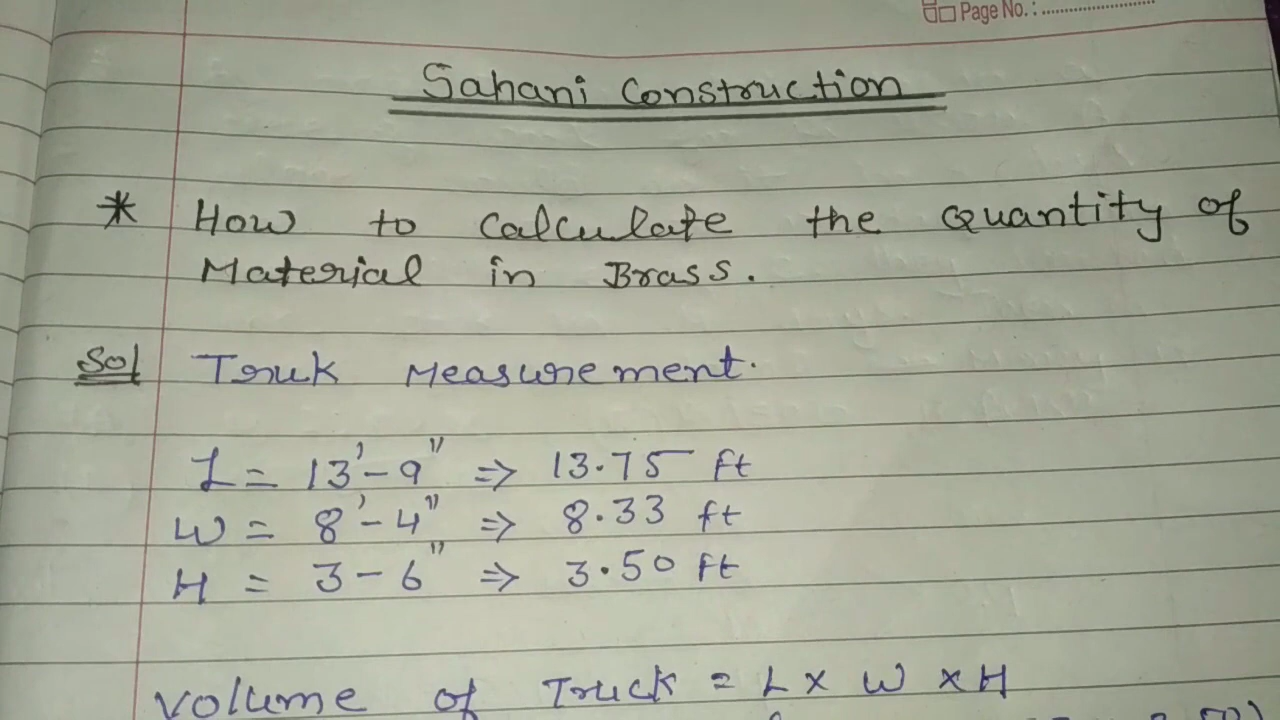 Page No. :
Sahani Construction
* How to Calculate the Quantity of
Material in Brass.
Sol Truk Measurement.
L = 13'-9" ⇒ 13.75 ft
W = 8'-4" ⇒ 8.33 ft
H = 3-6" ⇒ 3.50 ft
Volume of Truck = L x W x H